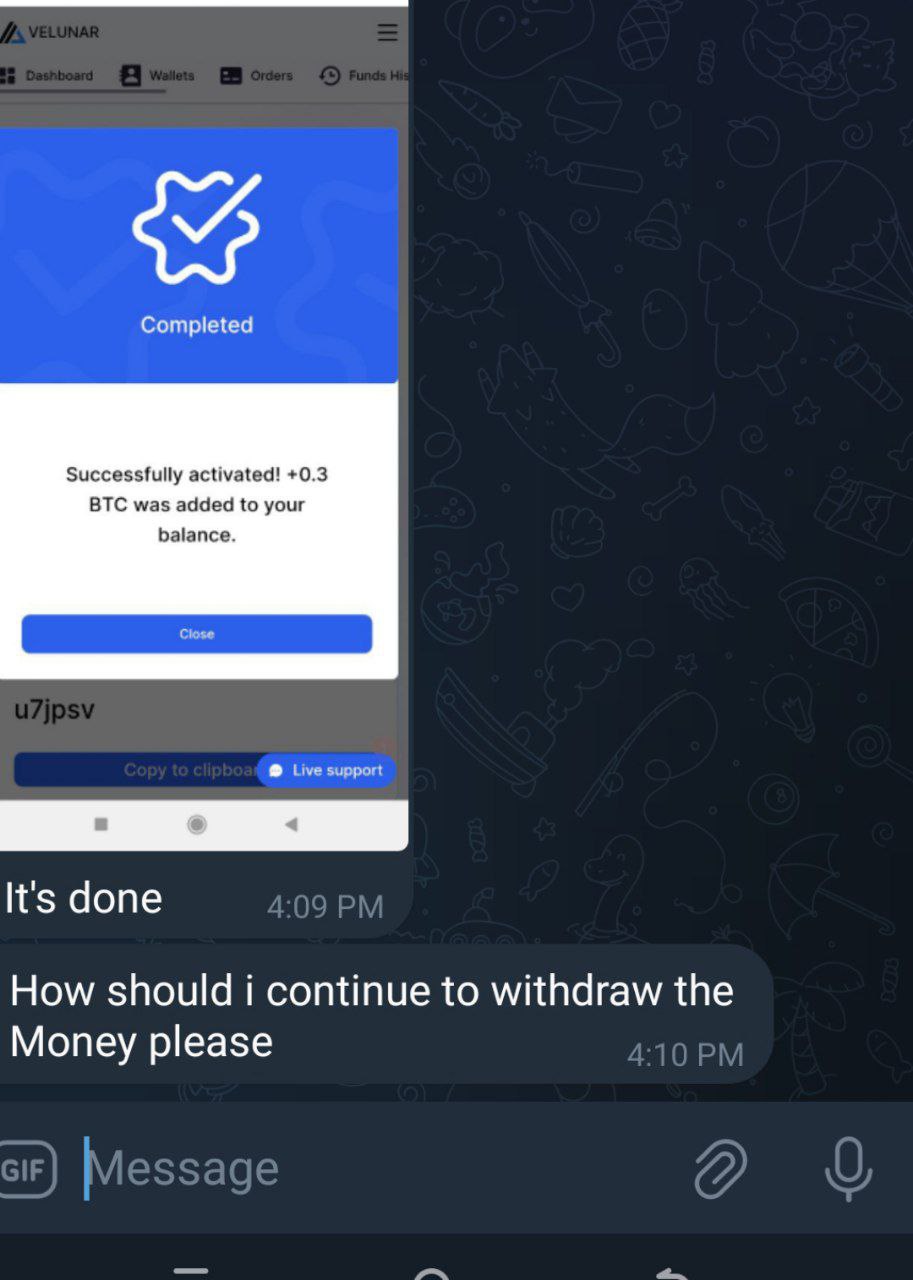 VELUNAR
Dashboard Wallets Orders Funds His
Completed
Successfully activated! +0.3
BTC was added to your
balance.
Close
u7jpsv
Copy to clipboar
Live support
It's done
4:09 PM
How should i continue to withdraw the
Money please
4:10 PM
GIF Message